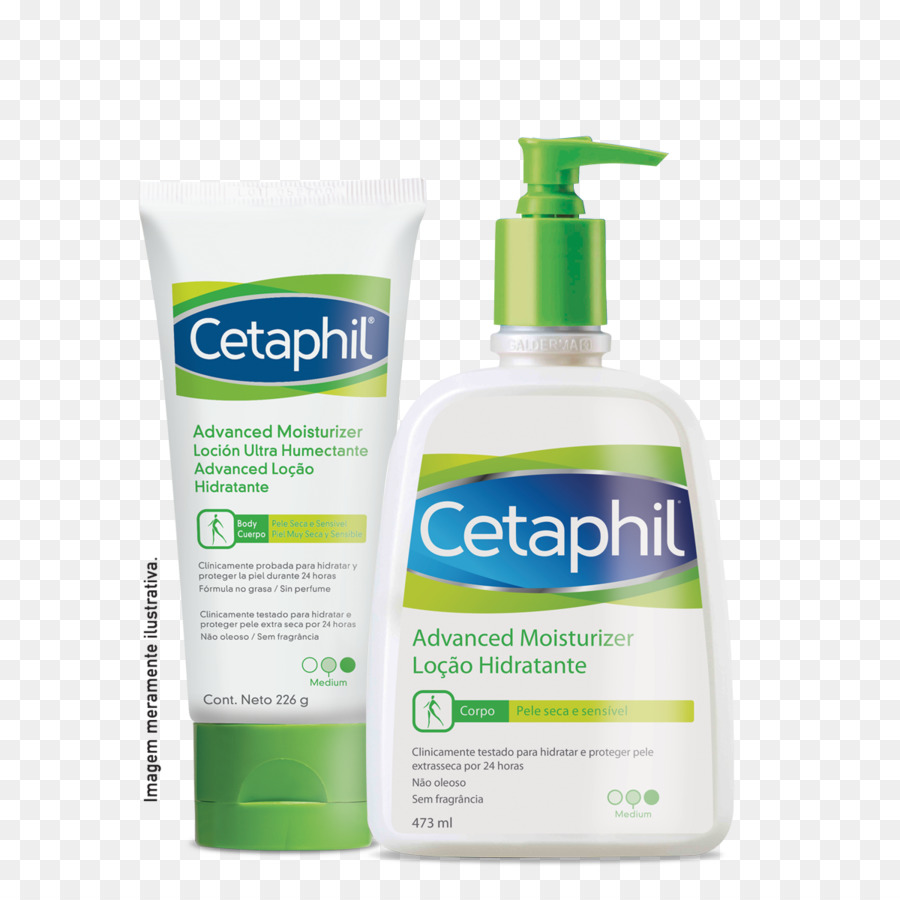 Imagem meramente ilustrativa.
Cetaphil®
Advanced Moisturizer
Loción Ultra Humectante
Advanced Loção
Hidratante
Body
Cuerpo
Pele Seca e Sensível
Piel Muy Seca y Sensible
Clínicamente probada para hidratar y
proteger la piel durante 24 horas
Fórmula no grasa / Sin perfume
Clinicamente testado para hidratar e
proteger pele extra seca por 24 horas
Não oleoso / Sem fragrância
Medium
Cont. Neto 226 g
GALDERMA
Cetaphil®
Advanced Moisturizer
Loção Hidratante
Corpo
Pele seca e sensível
Clinicamente testado para hidratar e proteger pele
extrasseca por 24 horas
Não oleoso
Sem fragrância
Medium
473 ml